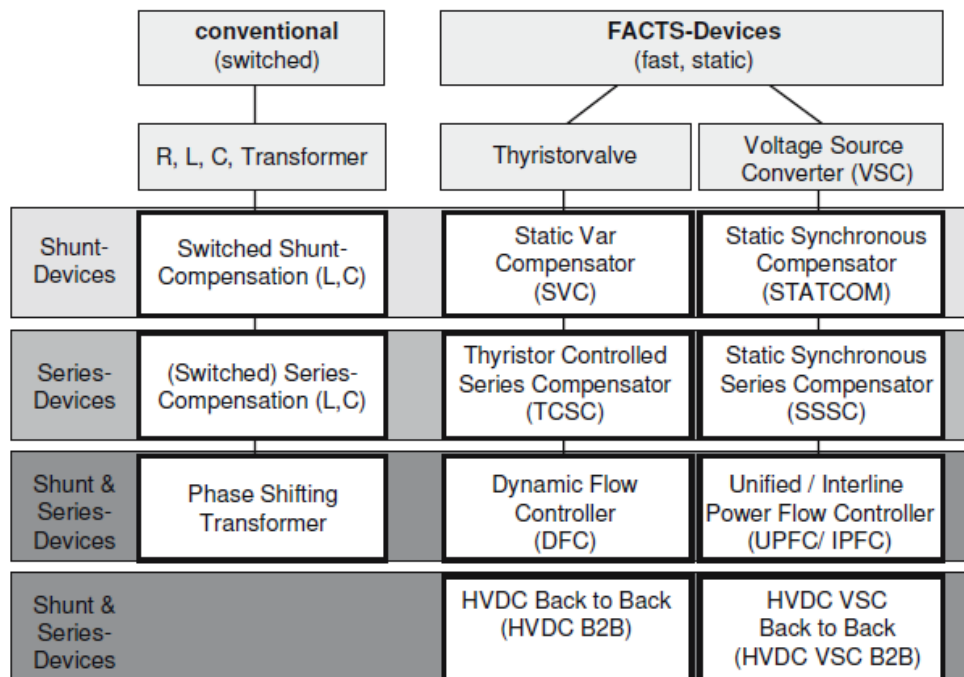 conventional
(switched)
FACTS-Devices
(fast, static)
R, L, C, Transformer
Thyristorvalve
Voltage Source
Converter (VSC)
Shunt-
Devices
Switched Shunt-
Compensation (L,C)
Static Var
Compensator
(SVC)
Static Synchronous
Compensator
(STATCOM)
Series-
Devices
(Switched) Series-
Compensation (L,C)
Thyristor Controlled
Series Compensator
(TCSC)
Static Synchronous
Series Compensator
(SSSC)
Shunt &
Series-
Devices
Phase Shifting
Transformer
Dynamic Flow
Controller
(DFC)
Unified / Interline
Power Flow Controller
(UPFC/ IPFC)
Shunt &
Series-
Devices
HVDC Back to Back
(HVDC B2B)
HVDC VSC
Back to Back
(HVDC VSC B2B)